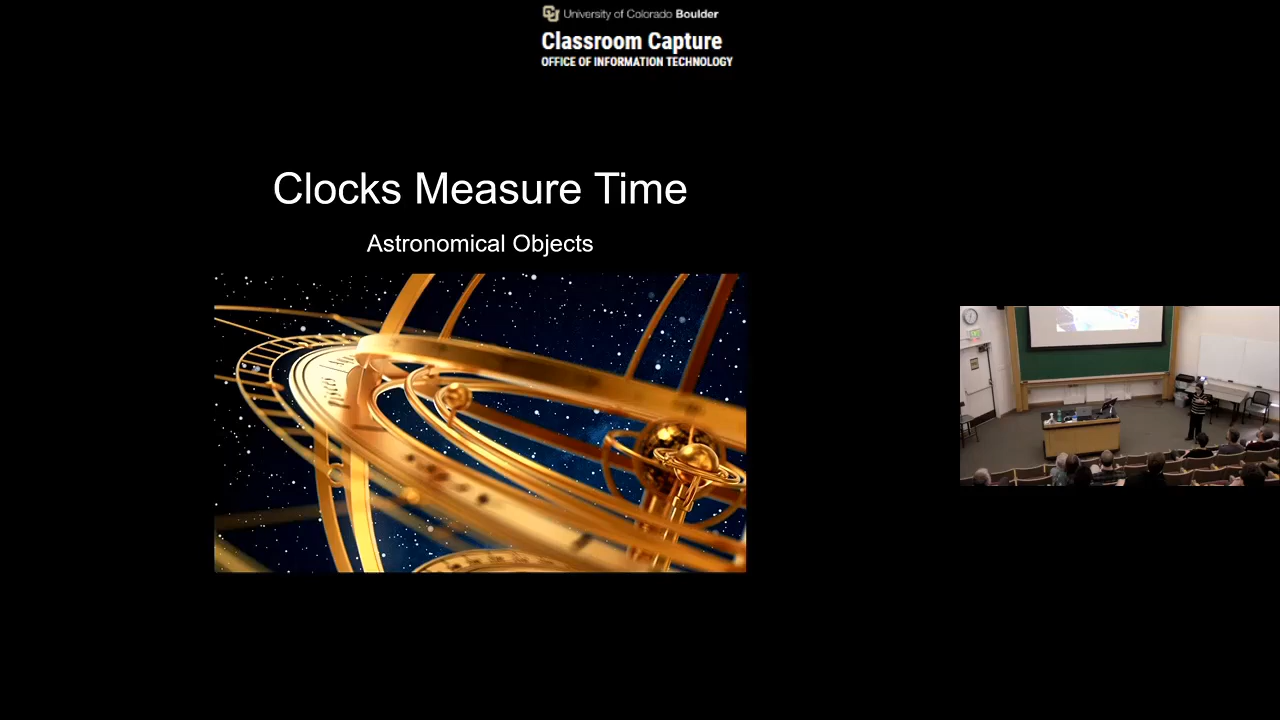 University of Colorado Boulder
Classroom Capture
OFFICE OF INFORMATION TECHNOLOGY
Clocks Measure Time
Astronomical Objects